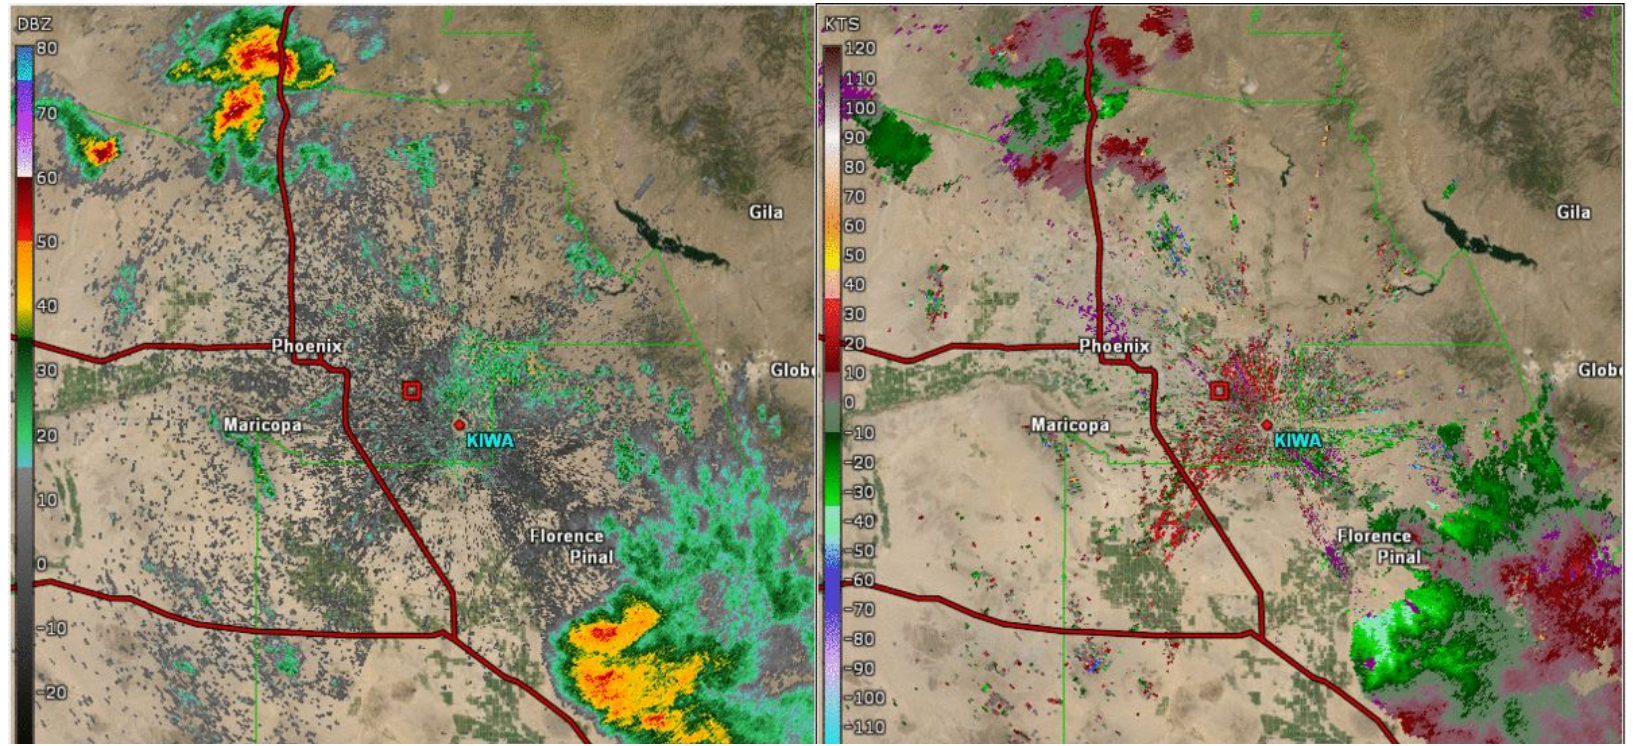 DBZ
80
70
60
50
40
30
20
10
0
-10
-20
Gila
Phoenix
Globe
Maricopa
KIWA
Florence
Pinal
KTS
120
110
100
90
80
70
60
50
40
30
20
10
0
-10
-20
-30
-40
-50
-60
-70
-80
-90
-100
-110
Gila
Phoenix
Globe
Maricopa
KIWA
Florence
Pinal